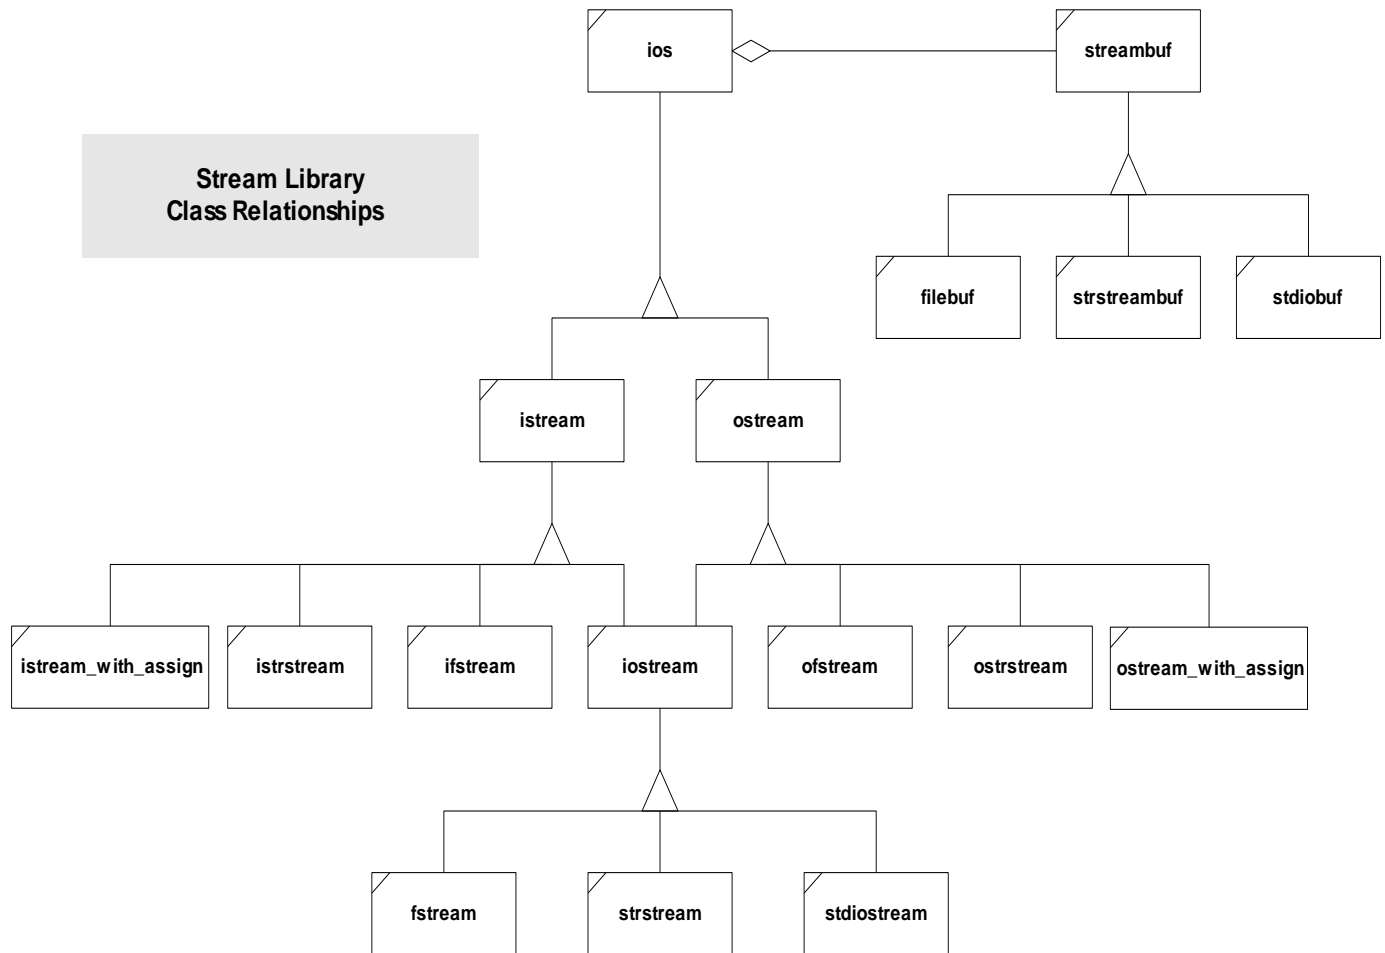 ios
streambuf
Stream Library
Class Relationships
filebuf
strstreambuf
stdiobuf
istream
ostream
istream_with_assign
istrstream
ifstream
iostream
ofstream
ostrstream
ostream_with_assign
fstream
strstream
stdiostream